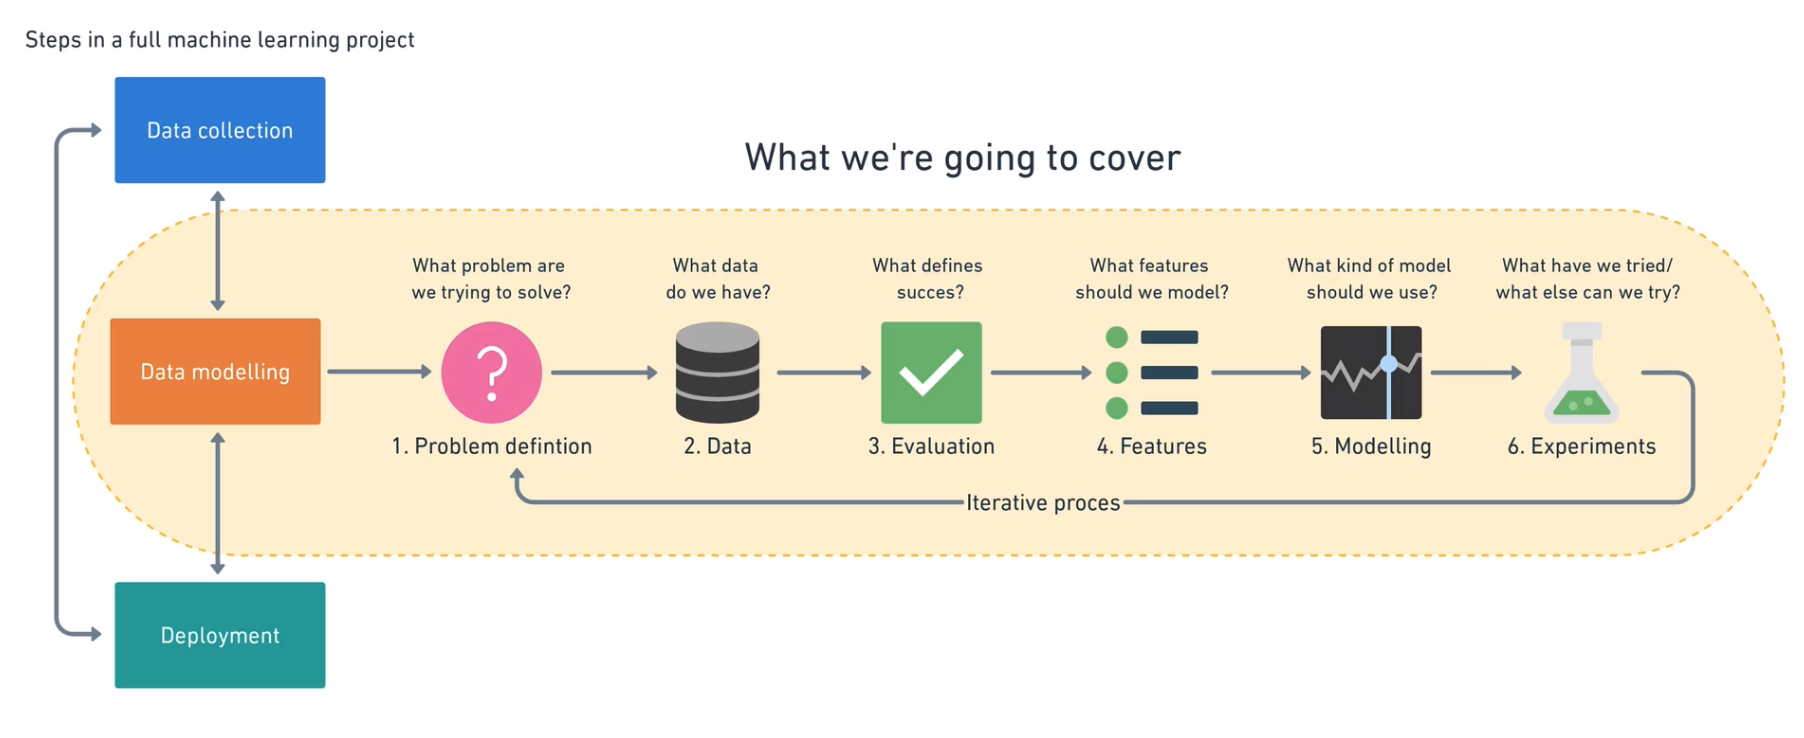 Steps in a full machine learning project
Data collection
What we're going to cover
What problem are
we trying to solve?
What data
do we have?
What defines
succes?
What features
should we model?
What kind of model
should we use?
What have we tried/
what else can we try?
Data modelling
?
1. Problem defintion
2. Data
3. Evaluation
4. Features
5. Modelling
6. Experiments
Iterative proces
Deployment